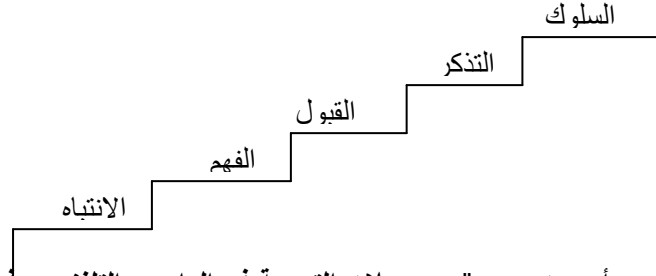 السلوك
التذكر
القبول
الفهم
الانتباه